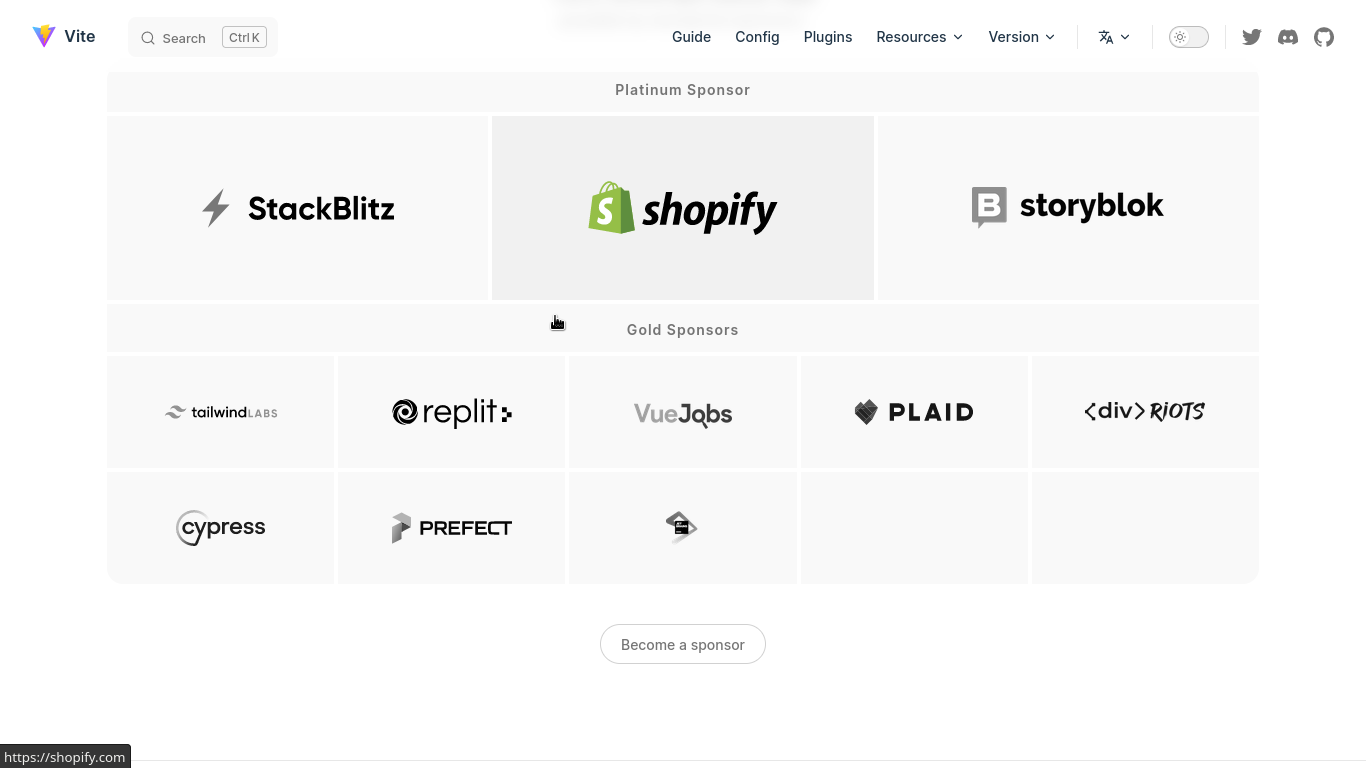 Vite
Search Ctrl K
Guide Config Plugins Resources Version
Platinum Sponsor
StackBlitz
shopify
storyblok
Gold Sponsors
tailwindLABS
replit
VueJobs
PLAID
<div>RiOTS
cypress
PREFECT
Become a sponsor
https://shopify.com